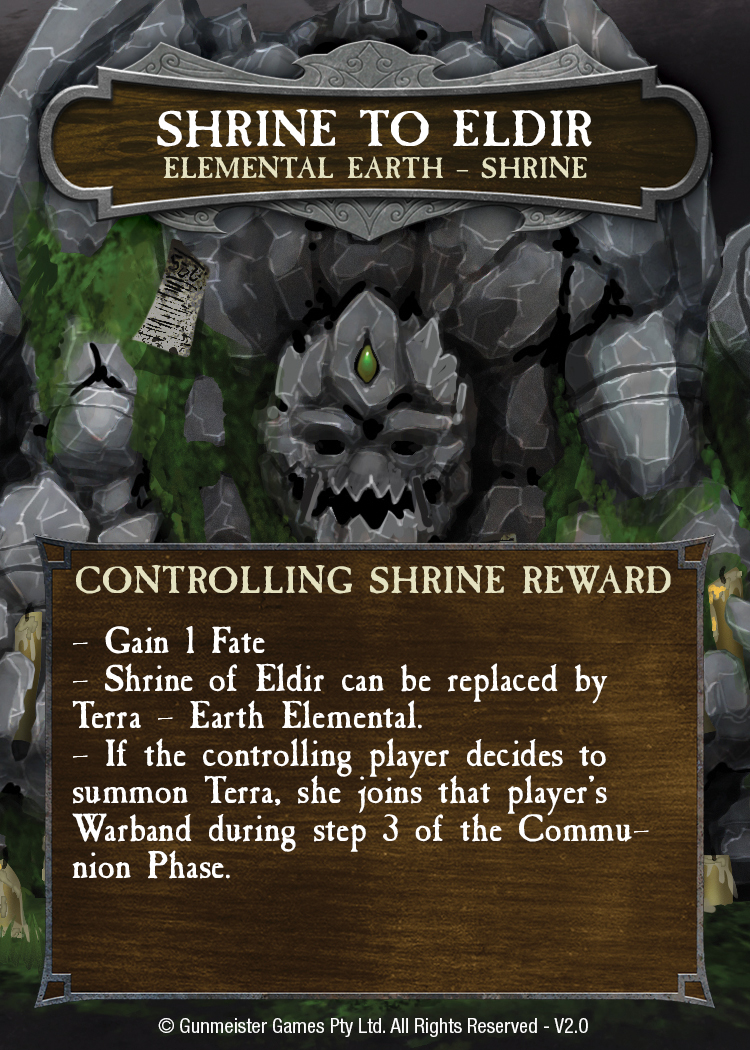 SHRINE TO ELDIR
ELEMENTAL EARTH – SHRINE
CONTROLLING SHRINE REWARD
– Gain 1 Fate
– Shrine of Eldir can be replaced by
Terra – Earth Elemental.
– If the controlling player decides to
summon Terra, she joins that player's
Warband during step 3 of the Commu–
nion Phase.
© Gunmeister Games Pty Ltd. All Rights Reserved - V2.0